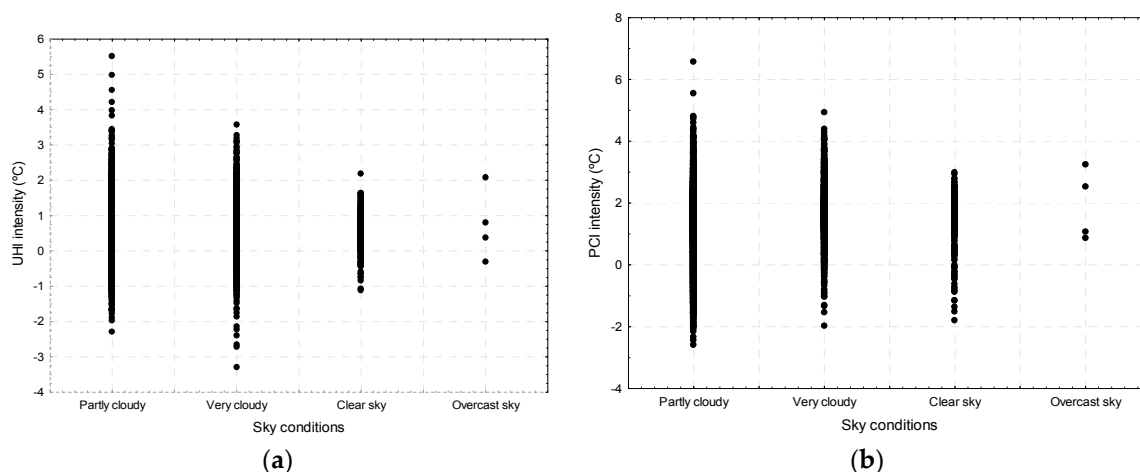 6
5
4
3
2
1
0
-1
-2
-3
-4
UHI intensity (ºC)
Partly cloudy Very cloudy Clear sky Overcast sky
Sky conditions
(a)
8
6
4
2
0
-2
-4
PCI intensity (ºC)
Partly cloudy Very cloudy Clear sky Overcast sky
Sky conditions
(b)